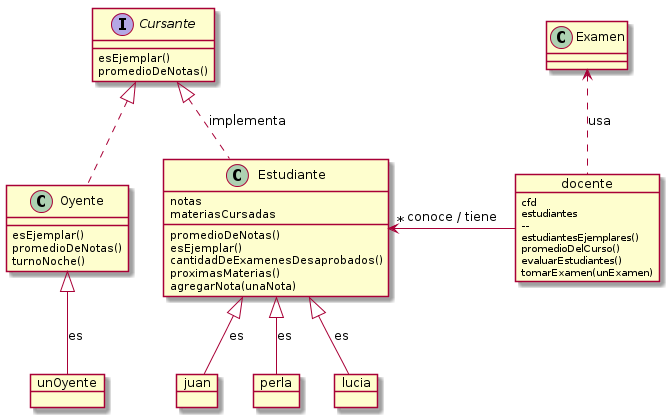 I Cursante
esEjemplar()
promedioDeNotas()
C Examen
implementa
usa
C Oyente
esEjemplar()
promedioDeNotas()
turnoNoche()
C Estudiante
notas
materiasCursadas
promedioDeNotas()
esEjemplar()
cantidadDeExamenesDesaprobados()
proximasMaterias()
agregarNota(unaNota)
* conoce / tiene
docente
cfd
estudiantes
--
estudiantesEjemplares()
promedioDelCurso()
evaluarEstudiantes()
tomarExamen(unExamen)
es
es
es
es
unOyente
juan
perla
lucia